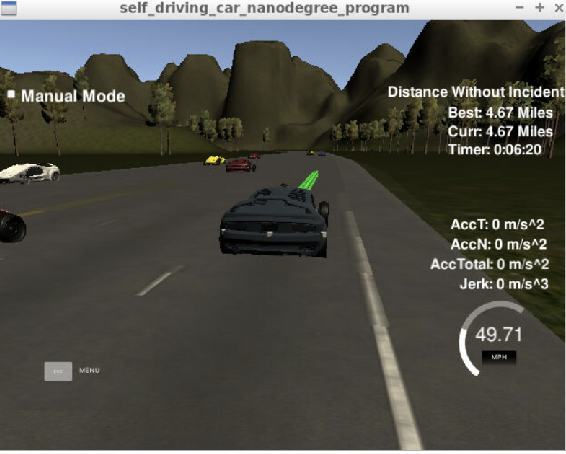 self_driving_car_nanodegree_program
Manual Mode
Distance Without Incident
Best: 4.67 Miles
Curr: 4.67 Miles
Timer: 0:06:20
AccT: 0 m/s^2
AccN: 0 m/s^2
AccTotal: 0 m/s^2
Jerk: 0 m/s^3
49.71
MPH
MENU